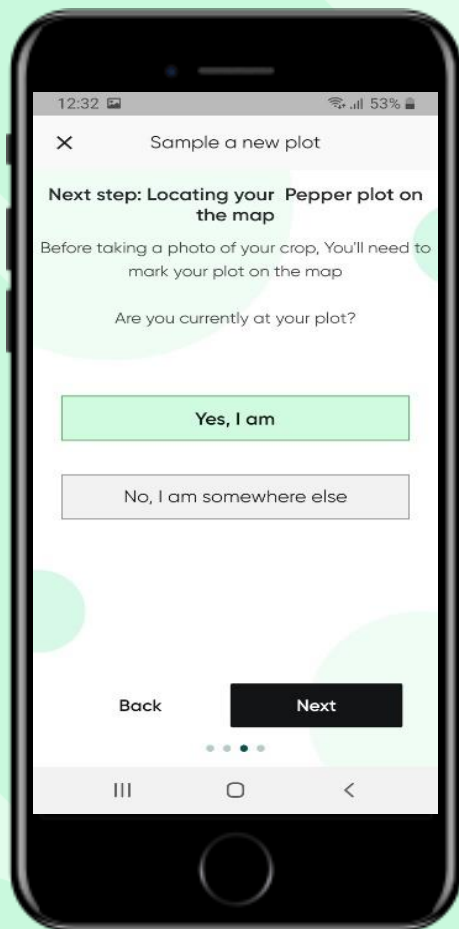 12:32 53%
Sample a new plot
Next step: Locating your Pepper plot on
the map
Before taking a photo of your crop, You'll need to
mark your plot on the map
Are you currently at your plot?
Yes, I am
No, I am somewhere else
Back Next